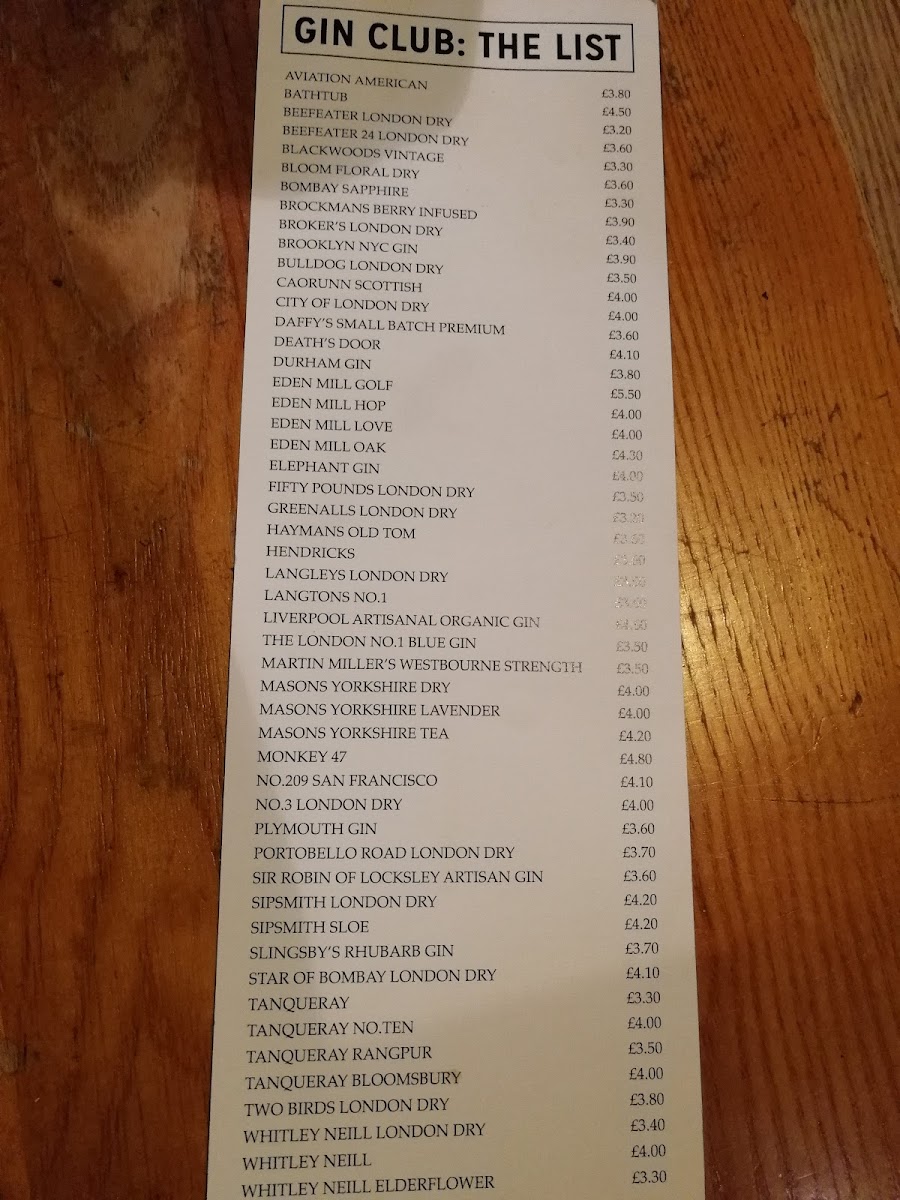 GIN CLUB: THE LIST
AVIATION AMERICAN £3.80
BATHTUB £4.50
BEEFEATER LONDON DRY £3.20
BEEFEATER 24 LONDON DRY £3.60
BLACKWOODS VINTAGE £3.30
BLOOM FLORAL DRY £3.60
BOMBAY SAPPHIRE £3.30
BROCKMANS BERRY INFUSED £3.90
BROKER'S LONDON DRY £3.40
BROOKLYN NYC GIN £3.90
BULLDOG LONDON DRY £3.50
CAORUNN SCOTTISH £4.00
CITY OF LONDON DRY £4.00
DAFFY'S SMALL BATCH PREMIUM £3.60
DEATH'S DOOR £4.10
DURHAM GIN £3.80
EDEN MILL GOLF £5.50
EDEN MILL HOP £4.00
EDEN MILL LOVE £4.00
EDEN MILL OAK £4.30
ELEPHANT GIN £4.00
FIFTY POUNDS LONDON DRY £3.50
GREENALLS LONDON DRY £3.20
HAYMANS OLD TOM
HENDRICKS
LANGLEYS LONDON DRY
LANGTONS NO.1
LIVERPOOL ARTISANAL ORGANIC GIN
THE LONDON NO.1 BLUE GIN £3.50
MARTIN MILLER'S WESTBOURNE STRENGTH £3.50
MASONS YORKSHIRE DRY £4.00
MASONS YORKSHIRE LAVENDER £4.00
MASONS YORKSHIRE TEA £4.20
MONKEY 47 £4.80
NO.209 SAN FRANCISCO £4.10
NO.3 LONDON DRY £4.00
PLYMOUTH GIN £3.60
PORTOBELLO ROAD LONDON DRY £3.70
SIR ROBIN OF LOCKSLEY ARTISAN GIN £3.60
SIPSMITH LONDON DRY £4.20
SIPSMITH SLOE £4.20
SLINGSBY'S RHUBARB GIN £3.70
STAR OF BOMBAY LONDON DRY £4.10
TANQUERAY £3.30
TANQUERAY NO.TEN £4.00
TANQUERAY RANGPUR £3.50
TANQUERAY BLOOMSBURY £4.00
TWO BIRDS LONDON DRY £3.80
WHITLEY NEILL LONDON DRY £3.40
WHITLEY NEILL £4.00
WHITLEY NEILL ELDERFLOWER £3.30